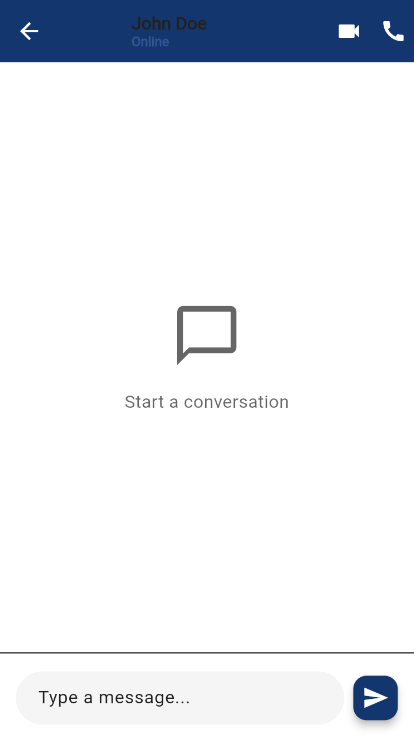 John Doe
Online
Start a conversation
Type a message...